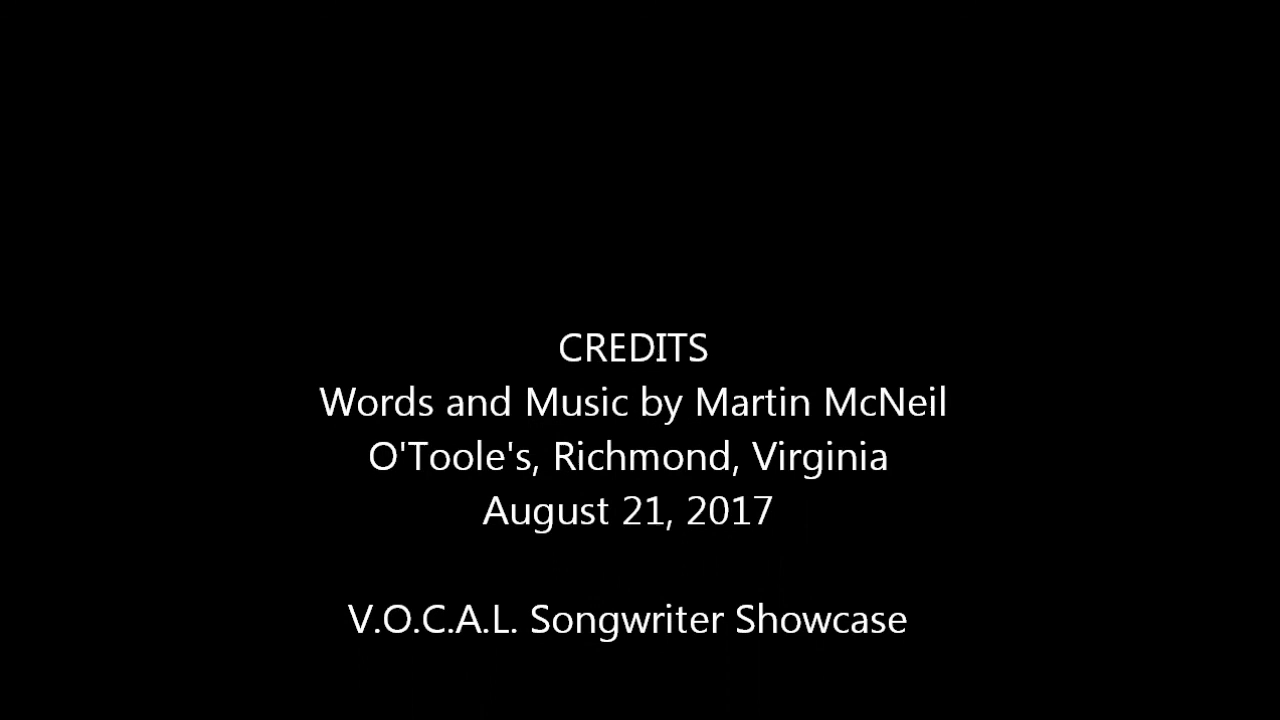 CREDITS
Words and Music by Martin McNeil
O'Toole's, Richmond, Virginia
August 21, 2017
V.O.C.A.L. Songwriter Showcase